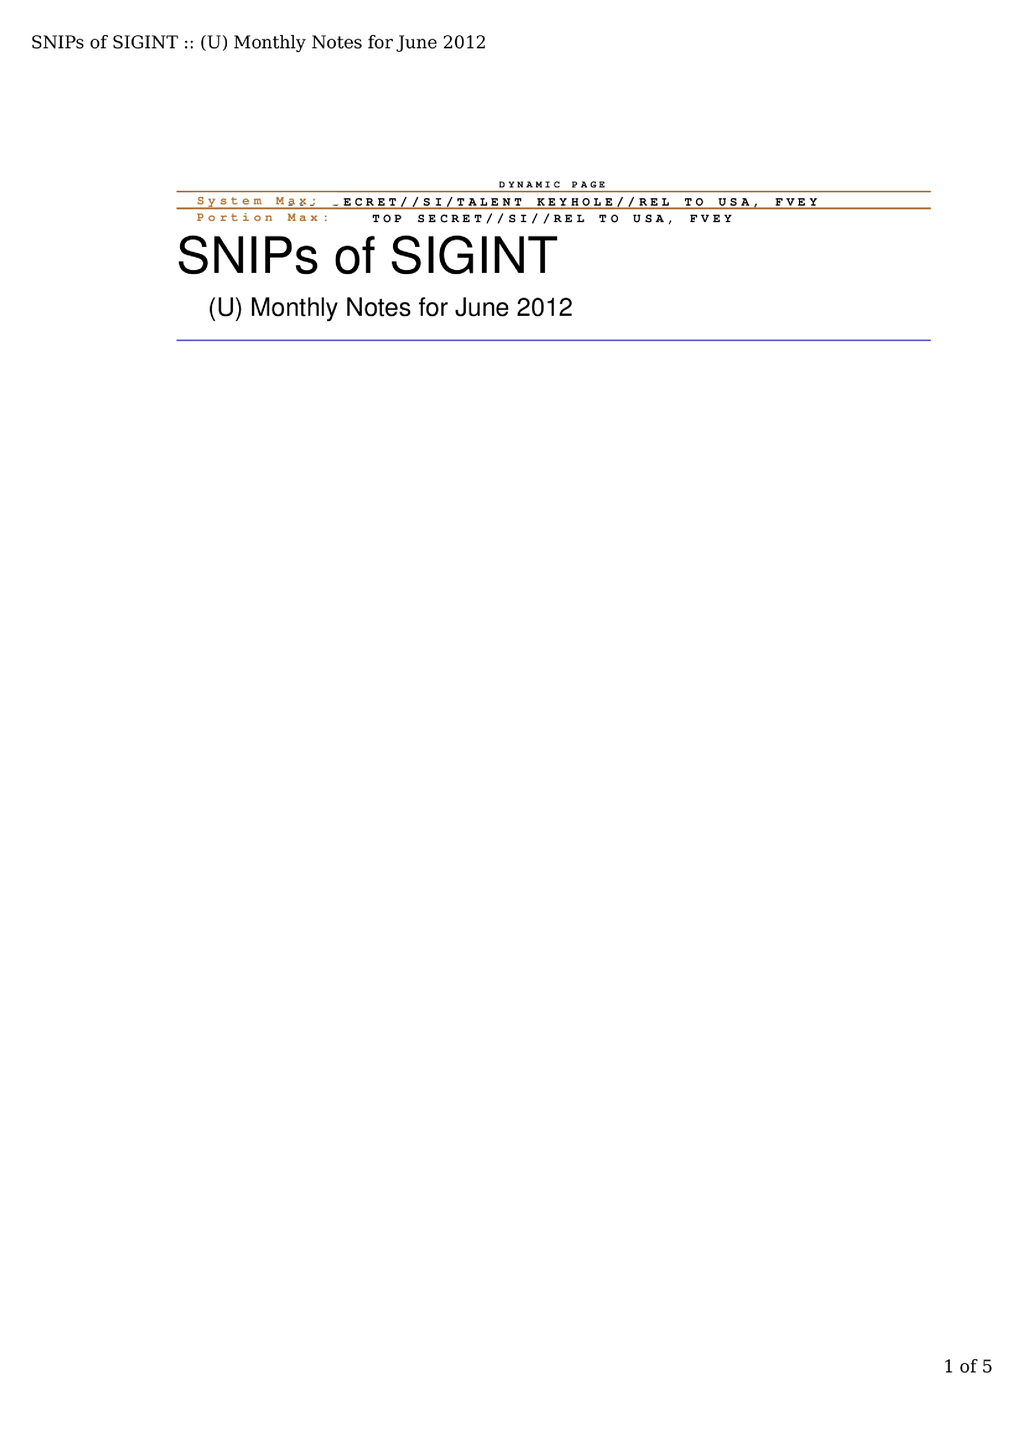 SNIPs of SIGINT :: (U) Monthly Notes for June 2012
DYNAMIC PAGE
System Max: ECRET//SI/TALENT KEYHOLE//REL TO USA, FVEY
Portion Max: TOP SECRET//SI//REL TO USA, FVEY
SNIPs of SIGINT
(U) Monthly Notes for June 2012
1 of 5